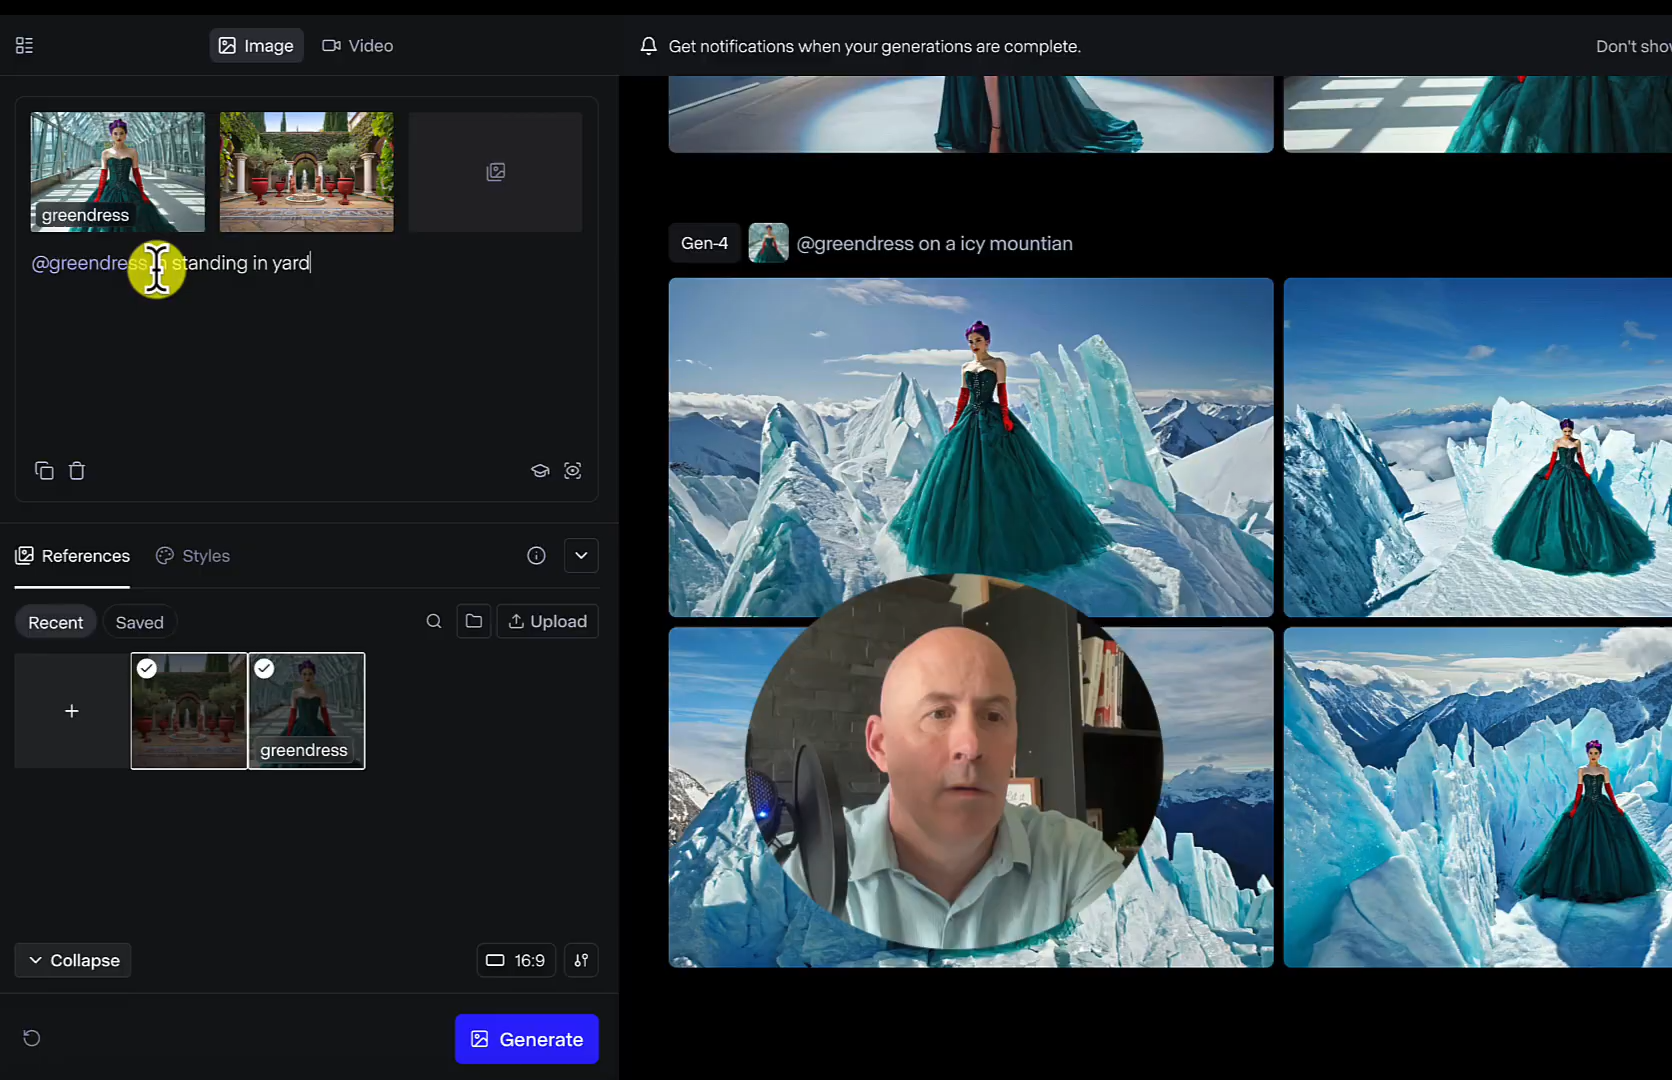 Image
Video
Get notifications when your generations are complete.
Don't show
greendress
@greendress standing in yard
Gen-4
@greendress on a icy mountian
References
Styles
Recent
Saved
Upload
greendress
Collapse
16:9
Generate